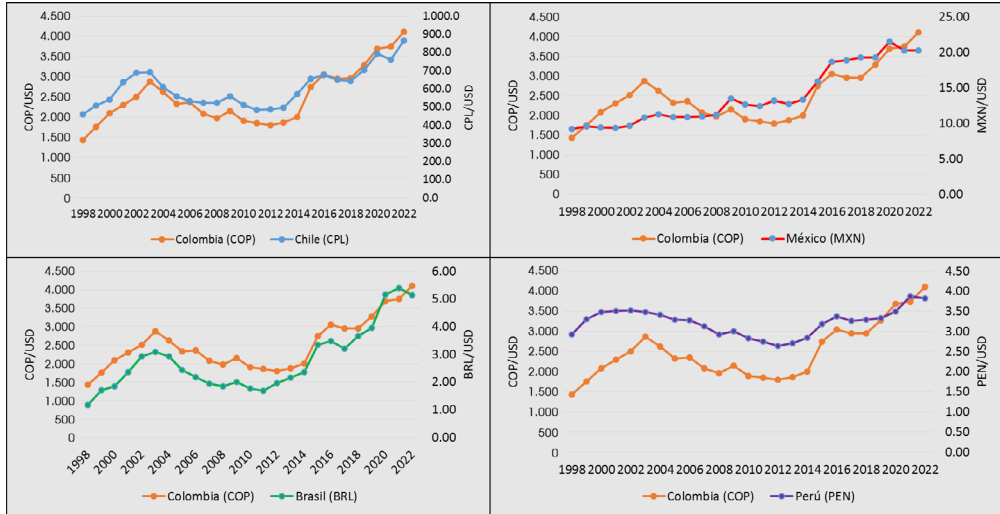 4.500 1,000.0
4.000 900.0
3.500 800.0
3.000 700.0
2.500 600.0
2.000 500.0
1.500 400.0
1.000 300.0
500 200.0
0 100.0
0.0
COP/USD
CPL/USD
1998 2000 2002 2004 2006 2008 2010 2012 2014 2016 2018 2020 2022
Colombia (COP) Chile (CPL)
4.500 25.00
4.000
3.500 20.00
3.000
2.500 15.00
2.000 10.00
1.500
1.000 5.00
500
0 0.00
COP/USD
MXN/USD
1998 2000 2002 2004 2006 2008 2010 2012 2014 2016 2018 2020 2022
Colombia (COP) México (MXN)
4.500 6.00
4.000
3.500 5.00
3.000 4.00
2.500
2.000 3.00
1.500 2.00
1.000
500 1.00
0 0.00
COP/USD
BRL/USD
1998 2000 2002 2004 2006 2008 2010 2012 2014 2016 2018 2020 2022
Colombia (COP) Brasil (BRL)
4.500 4.50
4.000 4.00
3.500 3.50
3.000 3.00
2.500 2.50
2.000 2.00
1.500 1.50
1.000 1.00
500 0.50
0 0.00
COP/USD
PEN/USD
1998 2000 2002 2004 2006 2008 2010 2012 2014 2016 2018 2020 2022
Colombia (COP) Perú (PEN)